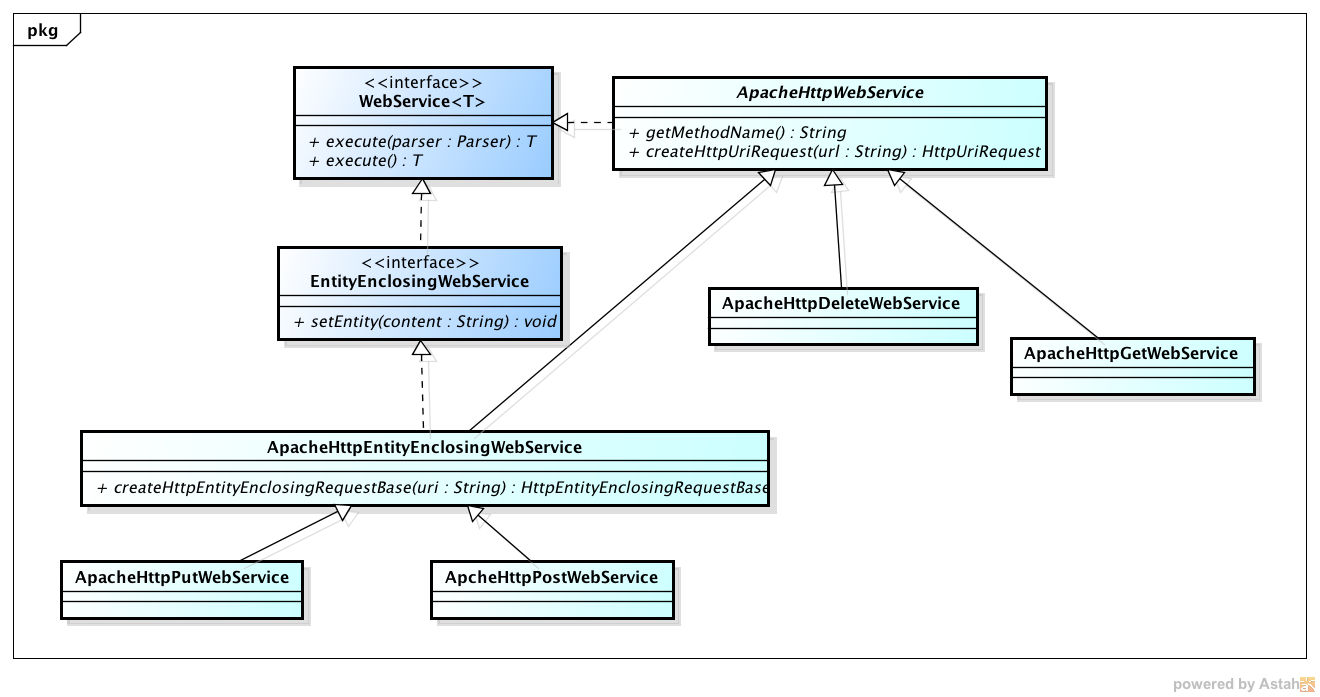 pkg
<<interface>>
WebService<T>
+ execute(parser : Parser) : T
+ execute() : T
ApacheHttpWebService
+ getMethodName() : String
+ createHttpUriRequest(url : String) : HttpUriRequest
<<interface>>
EntityEnclosingWebService
+ setEntity(content : String) : void
ApacheHttpDeleteWebService
ApacheHttpGetWebService
ApacheHttpEntityEnclosingWebService
+ createHttpEntityEnclosingRequestBase(uri : String) : HttpEntityEnclosingRequestBase
ApacheHttpPutWebService
ApcheHttpPostWebService
powered by Astah